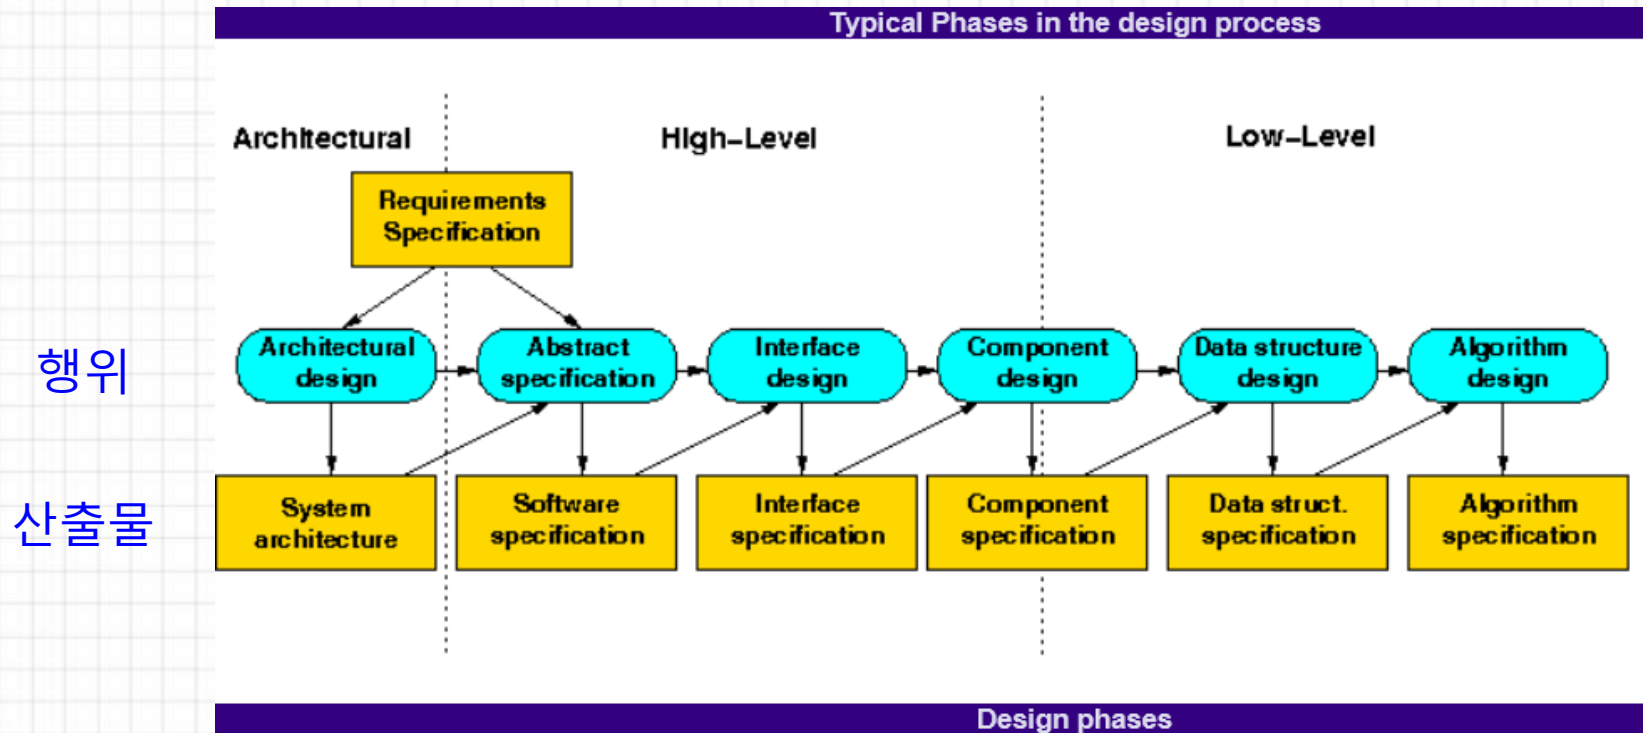 Typical Phases in the design process
Architectural
High-Level
Low-Level
Requirements
Specification
행위
Architectural
design
Abstract
specification
Interface
design
Component
design
Data structure
design
Algorithm
design
산출물
System
architecture
Software
specification
Interface
specification
Component
specification
Data struct.
specification
Algorithm
specification
Design phases